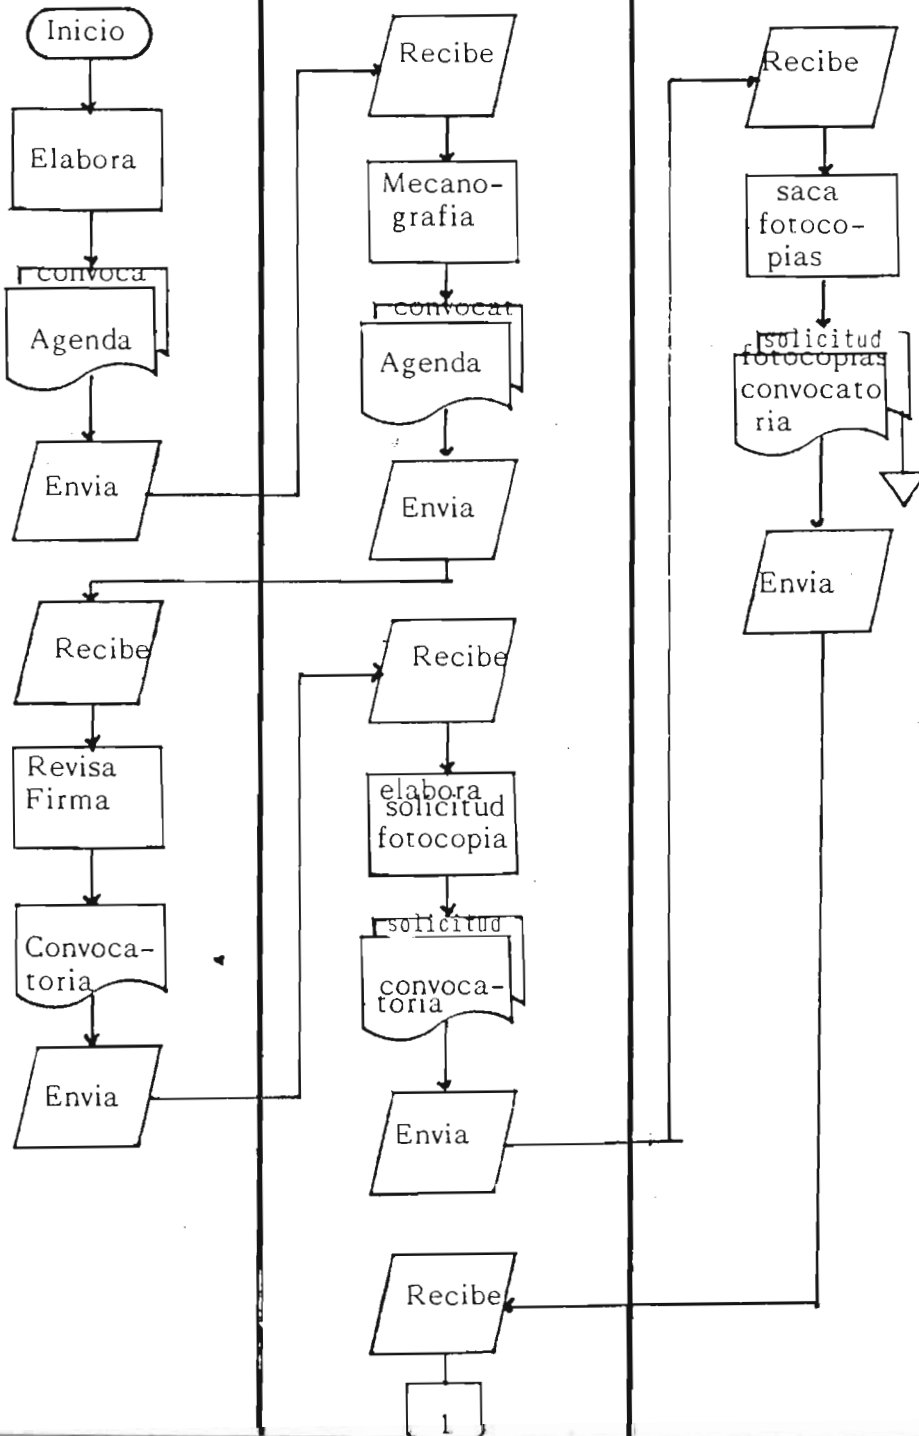 Inicio
Elabora
convoca
Agenda
Envia
Recibe
Revisa
Firma
Convoca-
toria
Envia
Recibe
Mecano-
grafia
convocat
Agenda
Envia
Recibe
elabora
solicitud
fotocopia
solicitud
convoca-
toria
Envia
Recibe
1
Recibe
saca
fotoco-
pias
solicitud
fotocopias
convocato
ria
Envia